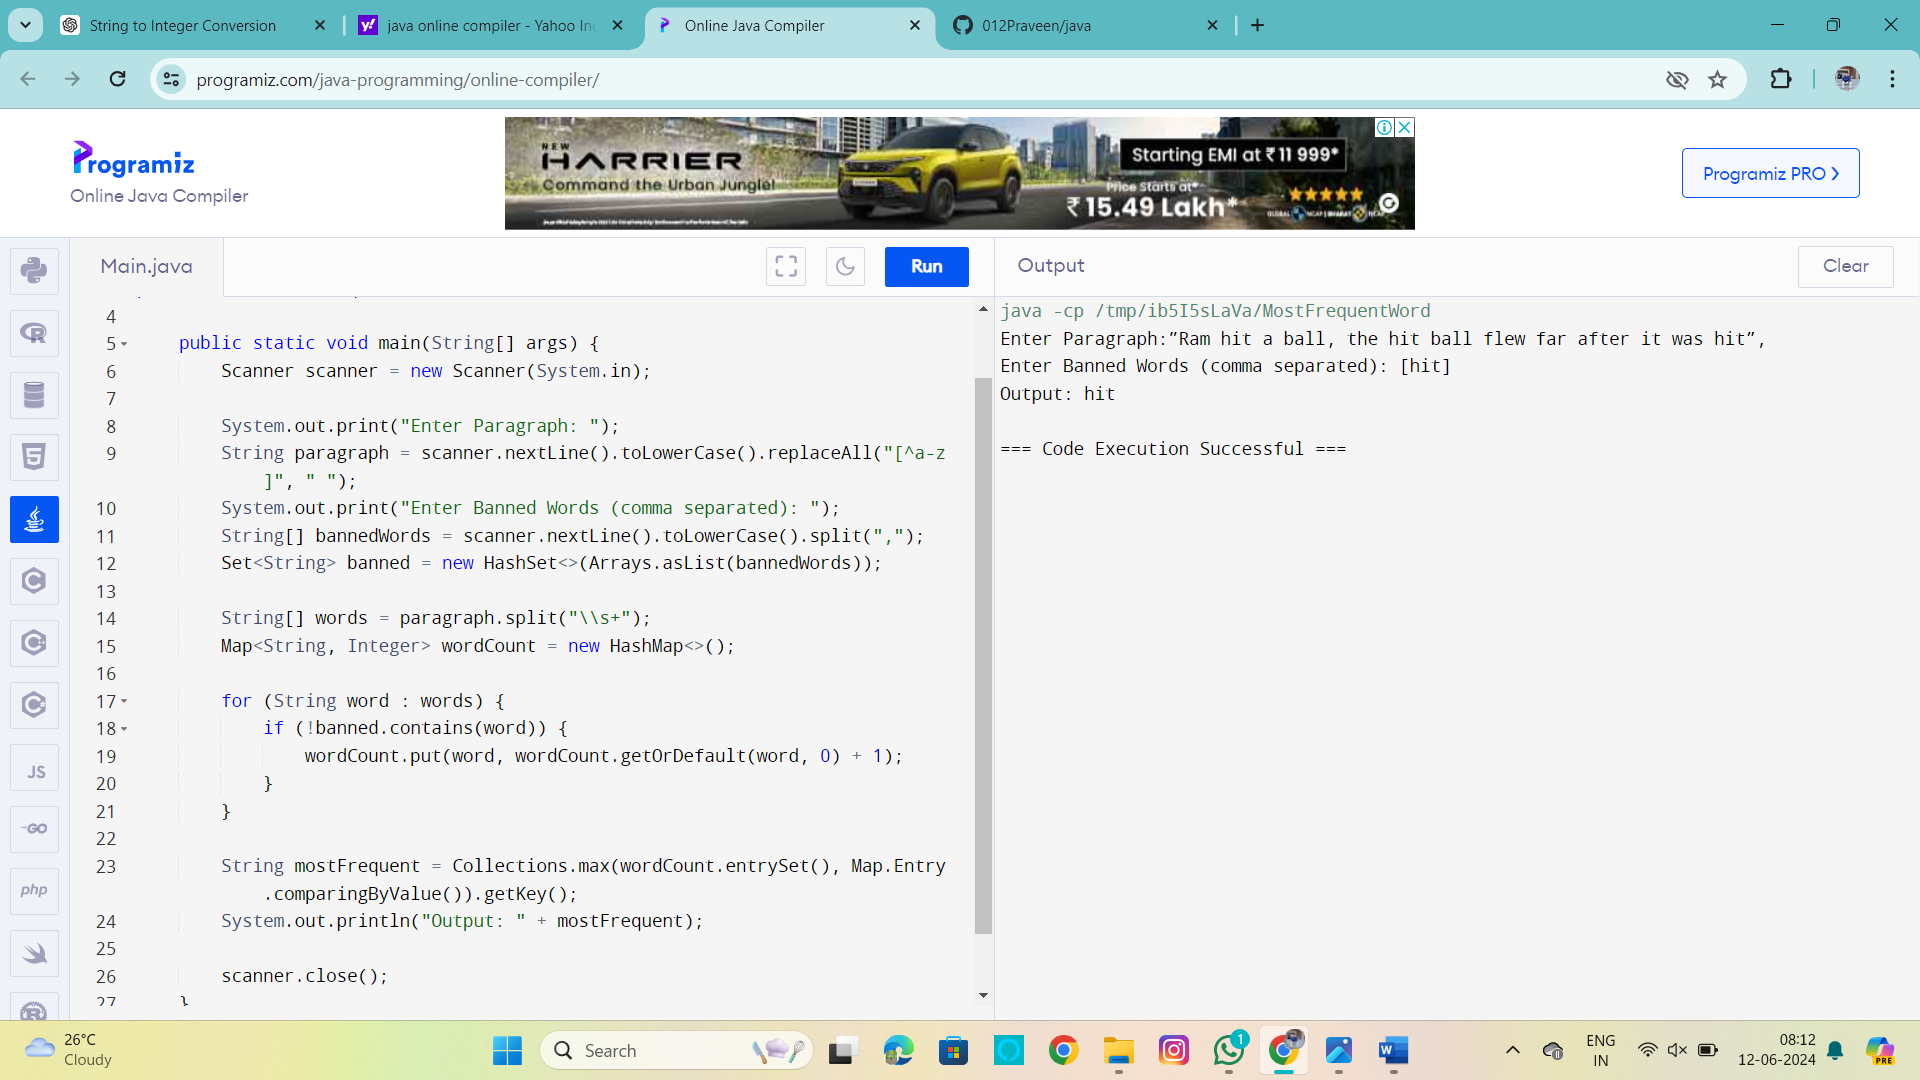 String to Integer Conversion
java online compiler - Yahoo Inc
Online Java Compiler
012Praveen/java
programiz.com/java-programming/online-compiler/
Programiz
Online Java Compiler
NEW
HARRIER
Command the Urban Jungle!
Starting EMI at ₹ 11 999*
Price Starts at*
₹ 15.49 Lakh*
Programiz PRO
Main.java
Run
Output
Clear
4
5 public static void main(String[] args) {
6 Scanner scanner = new Scanner(System.in);
7
8 System.out.print("Enter Paragraph: ");
9 String paragraph = scanner.nextLine().toLowerCase().replaceAll("[^a-z
]", " ");
10 System.out.print("Enter Banned Words (comma separated): ");
11 String[] bannedWords = scanner.nextLine().toLowerCase().split(",");
12 Set<String> banned = new HashSet<>(Arrays.asList(bannedWords));
13
14 String[] words = paragraph.split("\\s+");
15 Map<String, Integer> wordCount = new HashMap<>();
16
17 for (String word : words) {
18 if (!banned.contains(word)) {
19 wordCount.put(word, wordCount.getOrDefault(word, 0) + 1);
20 }
21 }
22
23 String mostFrequent = Collections.max(wordCount.entrySet(), Map.Entry
.comparingByValue()).getKey();
24 System.out.println("Output: " + mostFrequent);
25
26 scanner.close();
27 }
java -cp /tmp/ib5I5sLaVa/MostFrequentWord
Enter Paragraph:”Ram hit a ball, the hit ball flew far after it was hit”,
Enter Banned Words (comma separated): [hit]
Output: hit
=== Code Execution Successful ===
JS
GO
php
26°C
Cloudy
Search
1
ENG
IN
08:12
12-06-2024
PRE